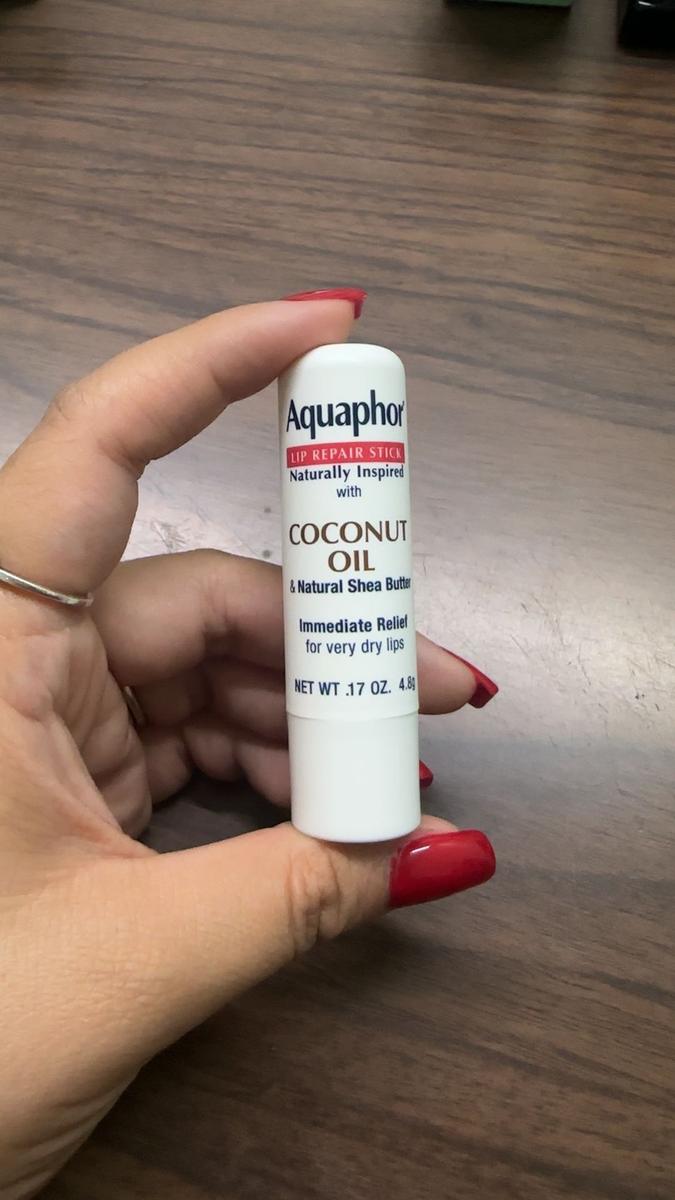 Aquaphor
LIP REPAIR STICK
Naturally Inspired
with
COCONUT
OIL
& Natural Shea Butter
Immediate Relief
for very dry lips
NET WT .17 OZ. 4.8g